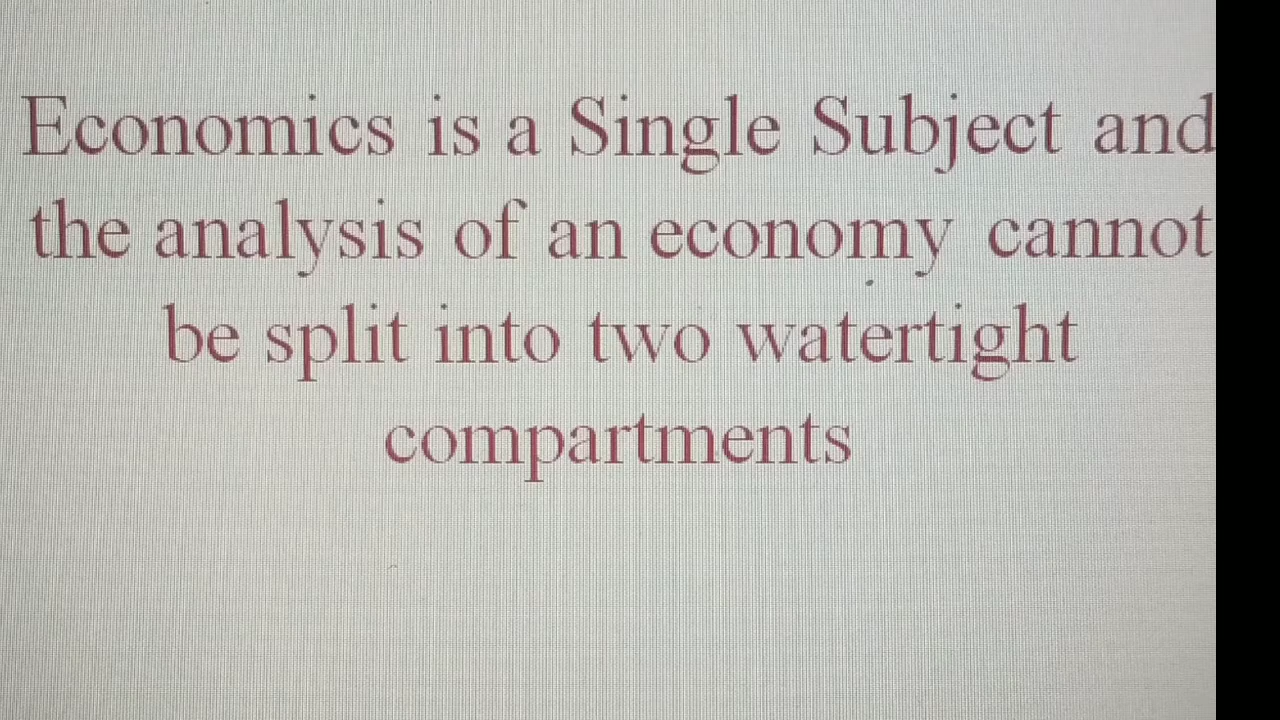 Economics is a Single Subject and
the analysis of an economy cannot
be split into two watertight
compartments